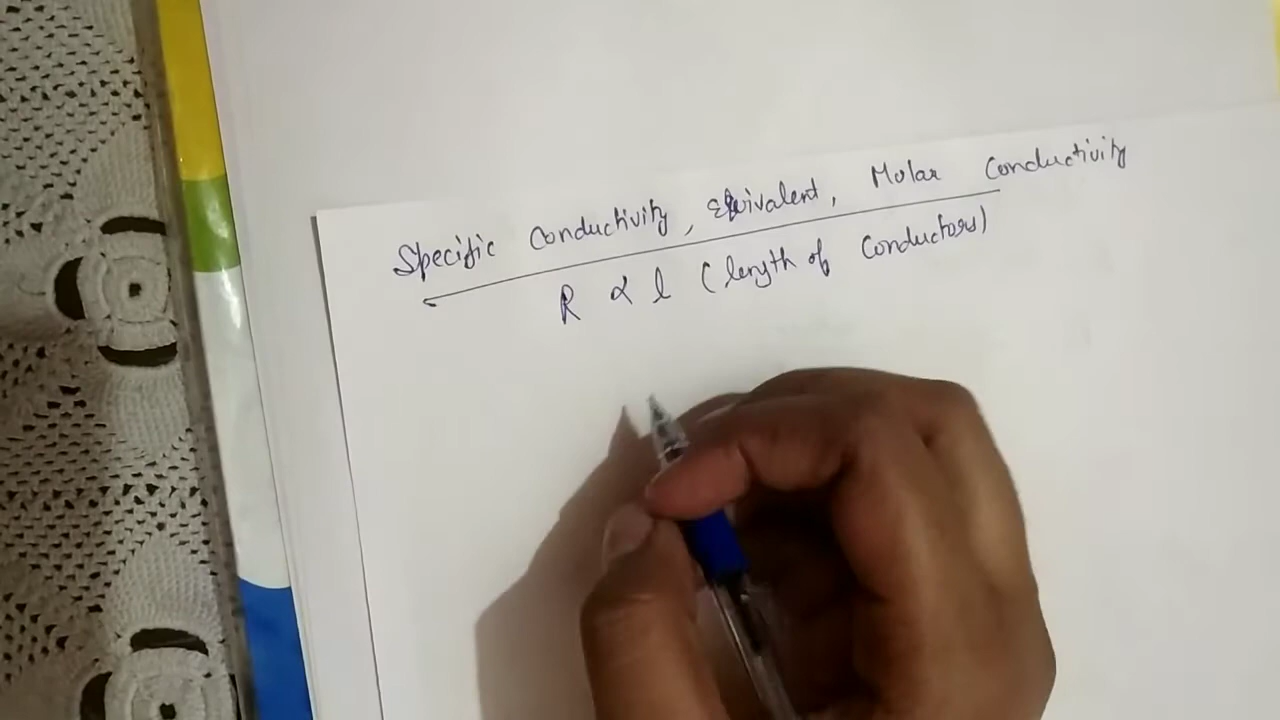 Specific Conductivity, Equivalent, Molar Conductivity
R ∝ l (length of Conductors)